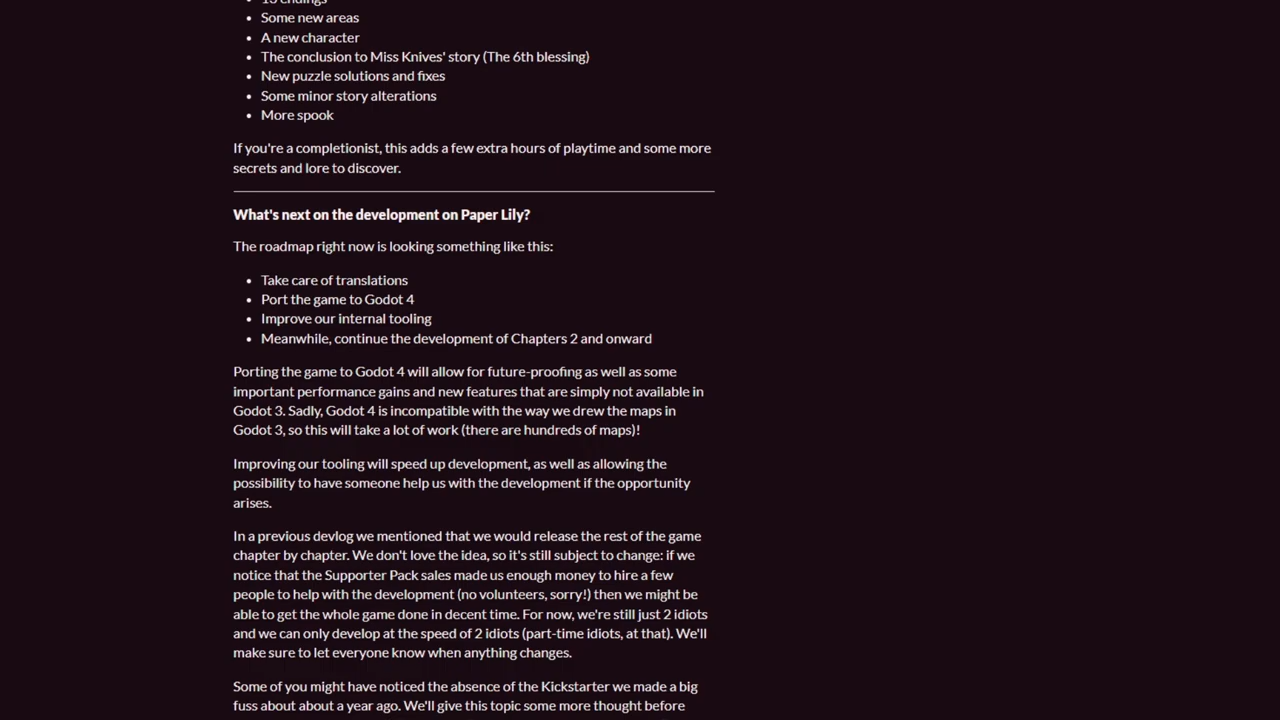 13 endings
Some new areas
A new character
The conclusion to Miss Knives' story (The 6th blessing)
New puzzle solutions and fixes
Some minor story alterations
More spook
If you're a completionist, this adds a few extra hours of playtime and some more
secrets and lore to discover.
What's next on the development on Paper Lily?
The roadmap right now is looking something like this:
Take care of translations
Port the game to Godot 4
Improve our internal tooling
Meanwhile, continue the development of Chapters 2 and onward
Porting the game to Godot 4 will allow for future-proofing as well as some
important performance gains and new features that are simply not available in
Godot 3. Sadly, Godot 4 is incompatible with the way we drew the maps in
Godot 3, so this will take a lot of work (there are hundreds of maps)!
Improving our tooling will speed up development, as well as allowing the
possibility to have someone help us with the development if the opportunity
arises.
In a previous devlog we mentioned that we would release the rest of the game
chapter by chapter. We don't love the idea, so it's still subject to change: if we
notice that the Supporter Pack sales made us enough money to hire a few
people to help with the development (no volunteers, sorry!) then we might be
able to get the whole game done in decent time. For now, we're still just 2 idiots
and we can only develop at the speed of 2 idiots (part-time idiots, at that). We'll
make sure to let everyone know when anything changes.
Some of you might have noticed the absence of the Kickstarter we made a big
fuss about about a year ago. We'll give this topic some more thought before